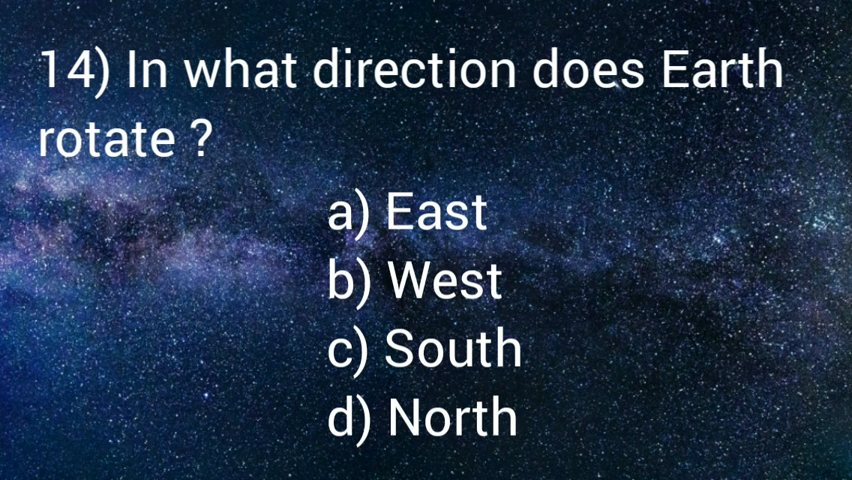 14) In what direction does Earth
rotate ?
a) East
b) West
c) South
d) North